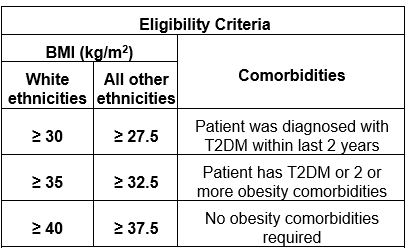 Eligibility Criteria
BMI (kg/m²)
Comorbidities
White ethnicities
All other ethnicities
≥ 30
≥ 27.5
Patient was diagnosed with
T2DM within last 2 years
≥ 35
≥ 32.5
Patient has T2DM or 2 or
more obesity comorbidities
≥ 40
≥ 37.5
No obesity comorbidities
required